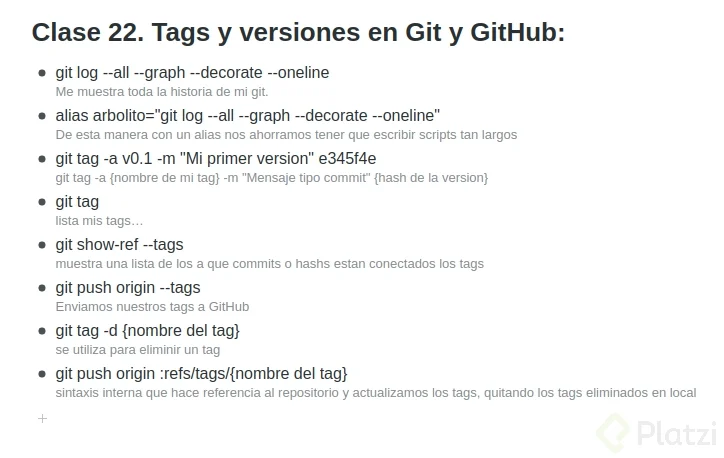 Clase 22. Tags y versiones en Git y GitHub:
git log --all --graph --decorate --oneline
Me muestra toda la historia de mi git.
alias arbolito="git log --all --graph --decorate --oneline"
De esta manera con un alias nos ahorramos tener que escribir scripts tan largos
git tag -a v0.1 -m "Mi primer version" e345f4e
git tag -a {nombre de mi tag} -m "Mensaje tipo commit" {hash de la version}
git tag
lista mis tags…
git show-ref --tags
muestra una lista de los a que commits o hashs estan conectados los tags
git push origin --tags
Enviamos nuestros tags a GitHub
git tag -d {nombre del tag}
se utiliza para eliminir un tag
git push origin :refs/tags/{nombre del tag}
sintaxis interna que hace referencia al repositorio y actualizamos los tags, quitando los tags eliminados en local
Platzi